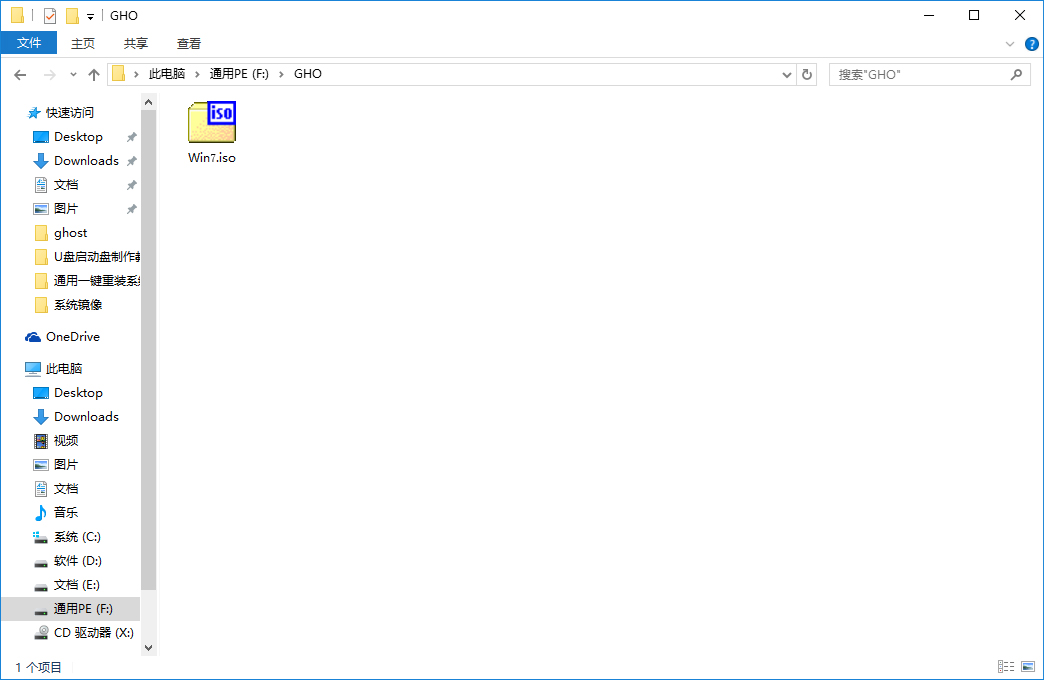 GHO
文件 主页 共享 查看
此电脑 通用PE (F:) GHO 搜索"GHO"
快速访问
Desktop
Downloads
文档
图片
ghost
U盘启动盘制作
通用一键重装系
系统镜像
OneDrive
此电脑
Desktop
Downloads
视频
图片
文档
音乐
系统 (C:)
软件 (D:)
文档 (E:)
通用PE (F:)
CD 驱动器 (X:)
iso
Win7.iso
1 个项目